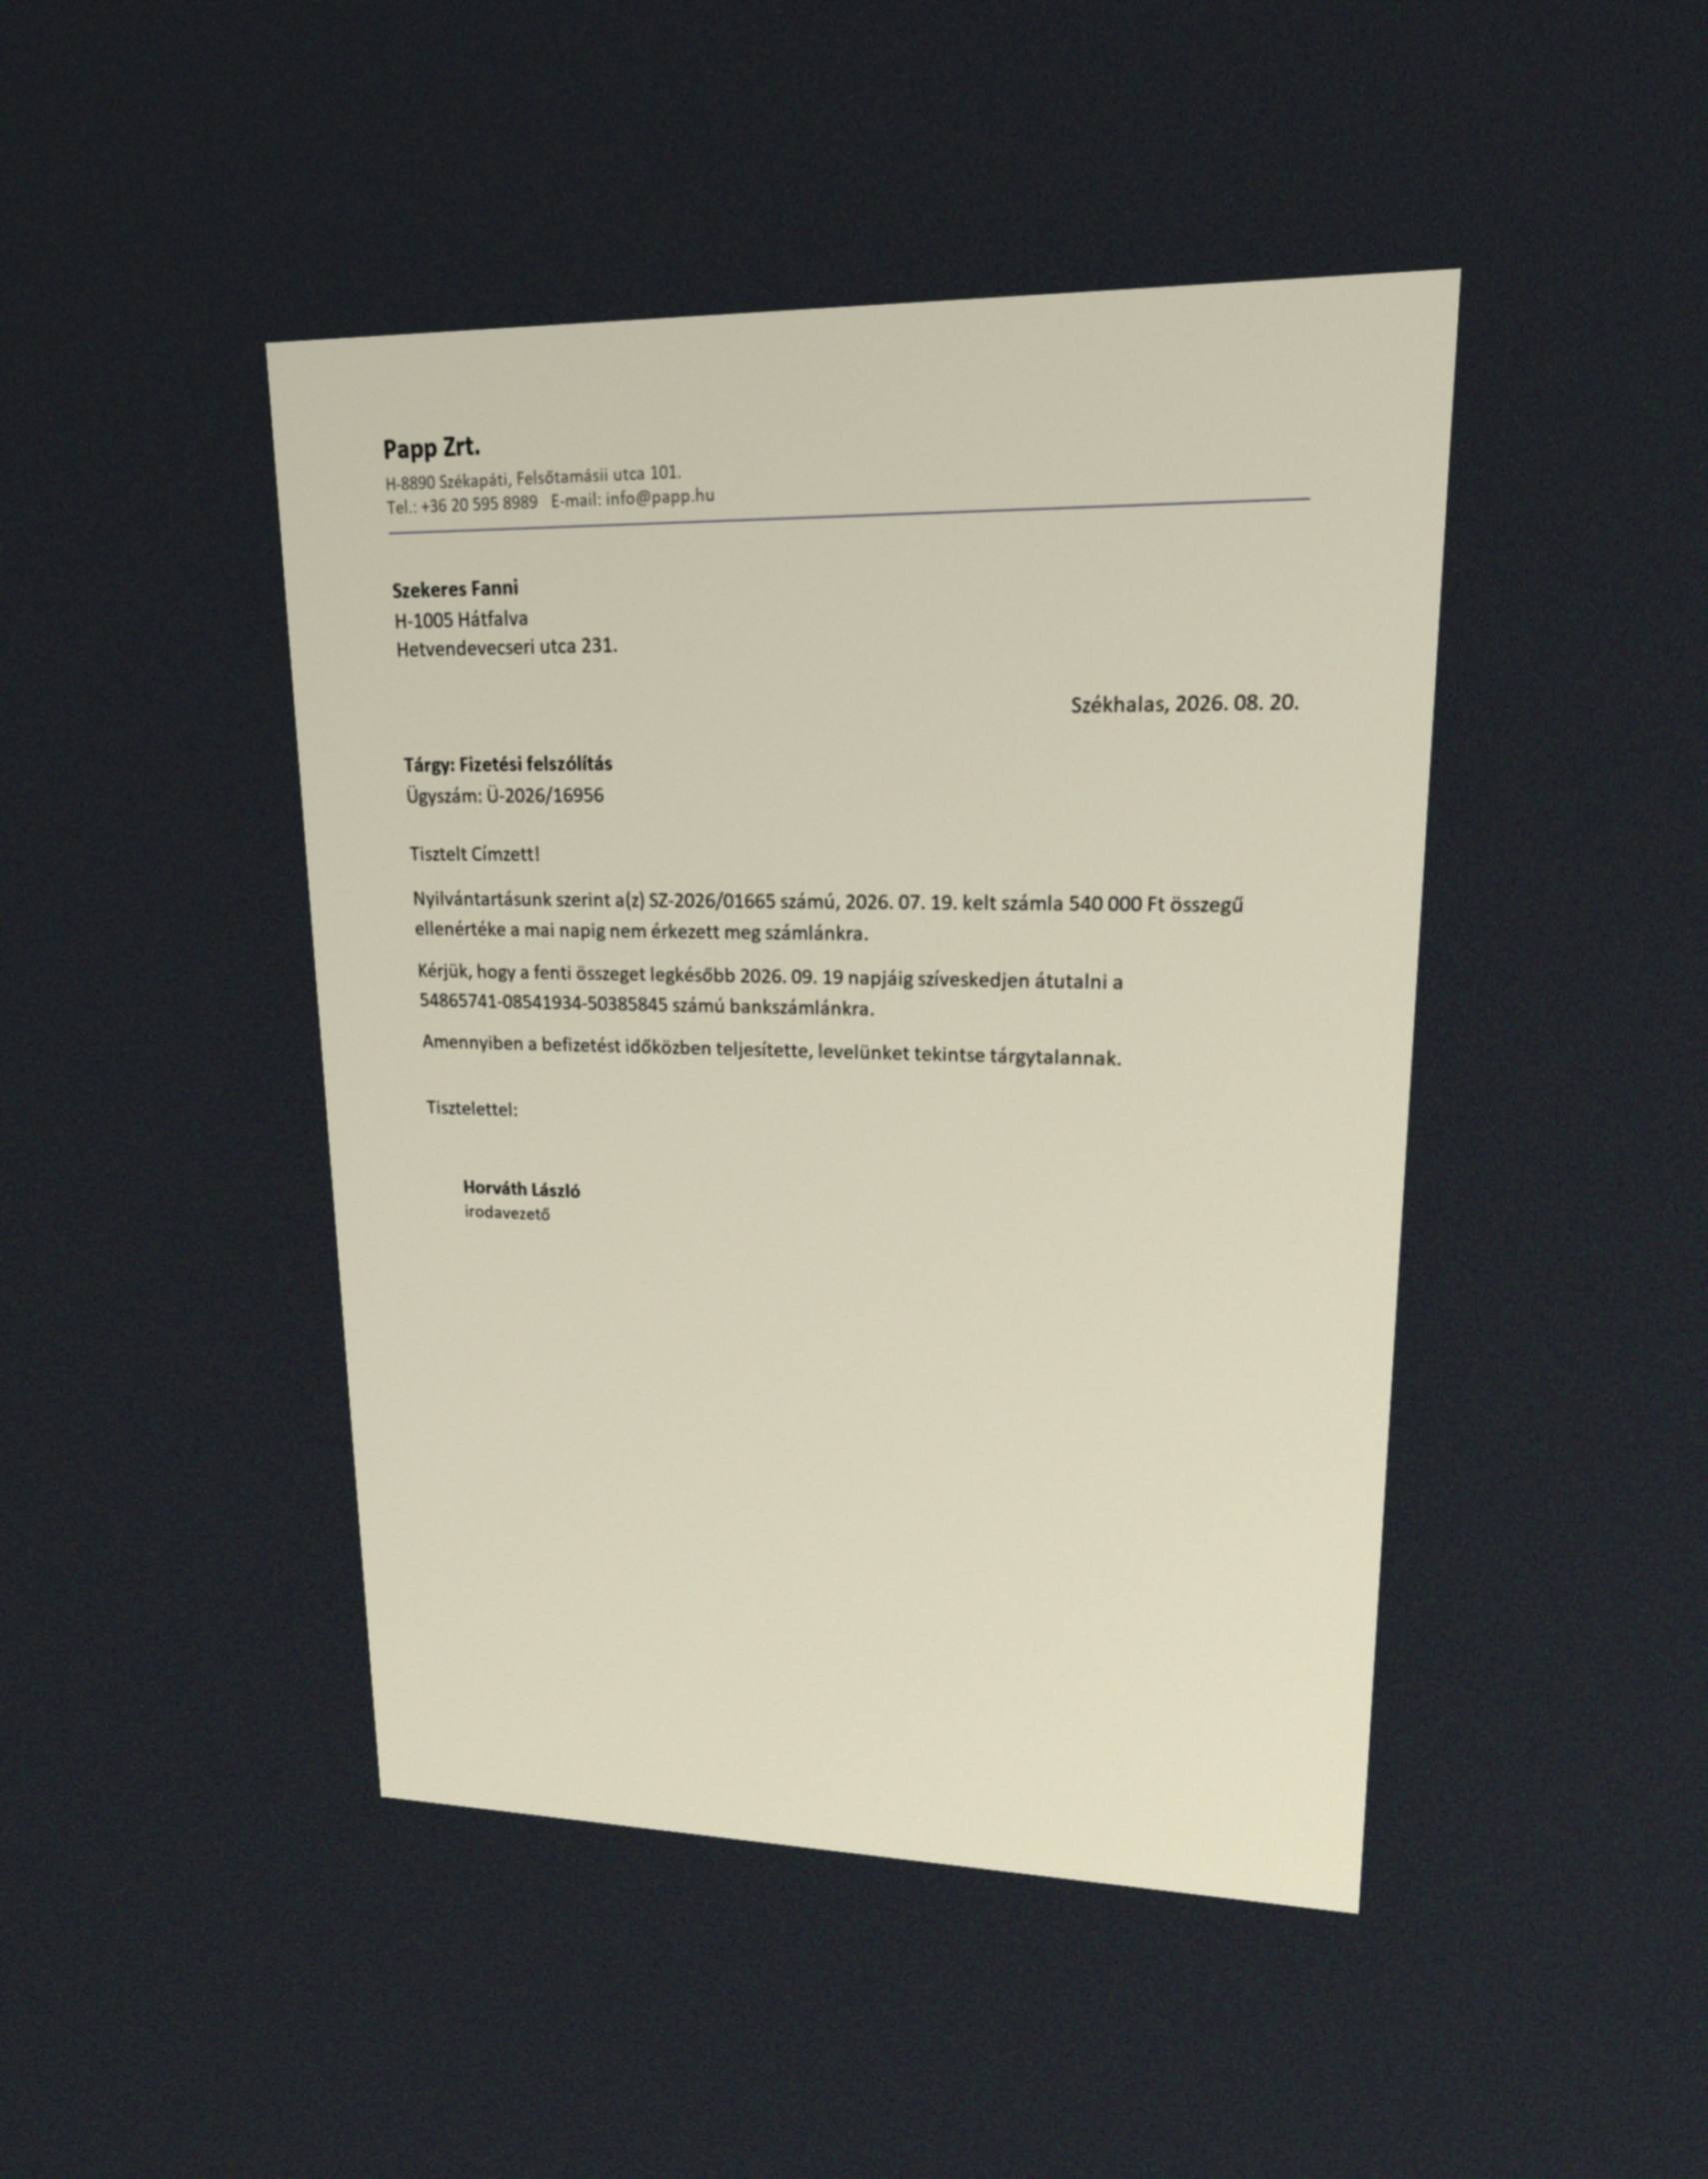 Papp Zrt.
H-8890 Székapáti, Felsőtamásii utca 101.
Tel.: +36 20 595 8989   E-mail: info@papp.hu
Szekeres Fanni
H-1005 Hátfalva
Hetvendevecseri utca 231.
Székhalas, 2026. 08. 20.
Tárgy: Fizetési felszólítás
Ügyszám: Ü-2026/16956
Tisztelt Címzett!
Nyilvántartásunk szerint a(z) SZ-2026/01665 számú, 2026. 07. 19. kelt számla 540 000 Ft összegű
ellenértéke a mai napig nem érkezett meg számlánkra.
Kérjük, hogy a fenti összeget legkésőbb 2026. 09. 19 napjáig szíveskedjen átutalni a
54865741-08541934-50385845 számú bankszámlánkra.
Amennyiben a befizetést időközben teljesítette, levelünket tekintse tárgytalannak.
Tisztelettel:
Horváth László
irodavezető